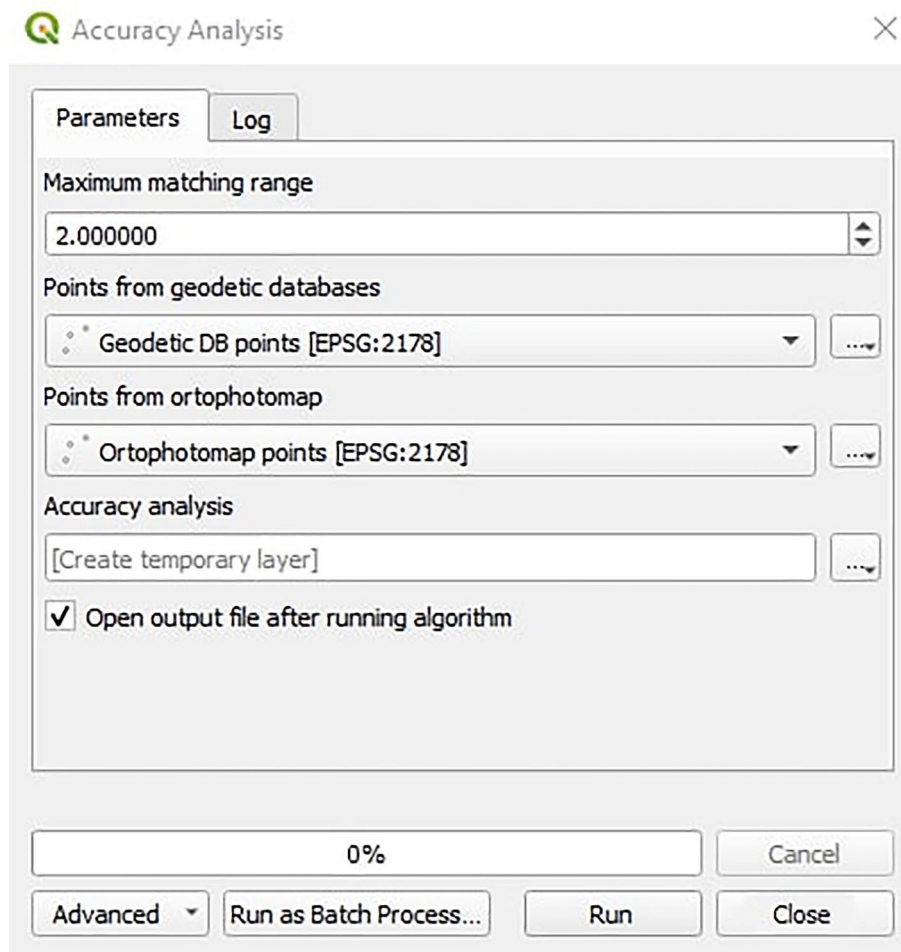 Accuracy Analysis
Parameters
Log
Maximum matching range
2.000000
Points from geodetic databases
Geodetic DB points [EPSG:2178]
...
Points from ortophotomap
Ortophotomap points [EPSG:2178]
...
Accuracy analysis
[Create temporary layer]
...
Open output file after running algorithm
0%
Cancel
Advanced
Run as Batch Process...
Run
Close